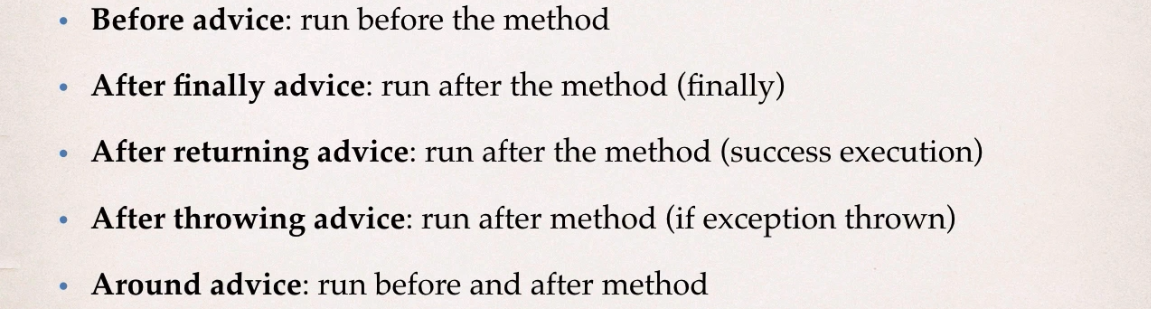 • Before advice: run before the method
• After finally advice: run after the method (finally)
• After returning advice: run after the method (success execution)
• After throwing advice: run after method (if exception thrown)
• Around advice: run before and after method